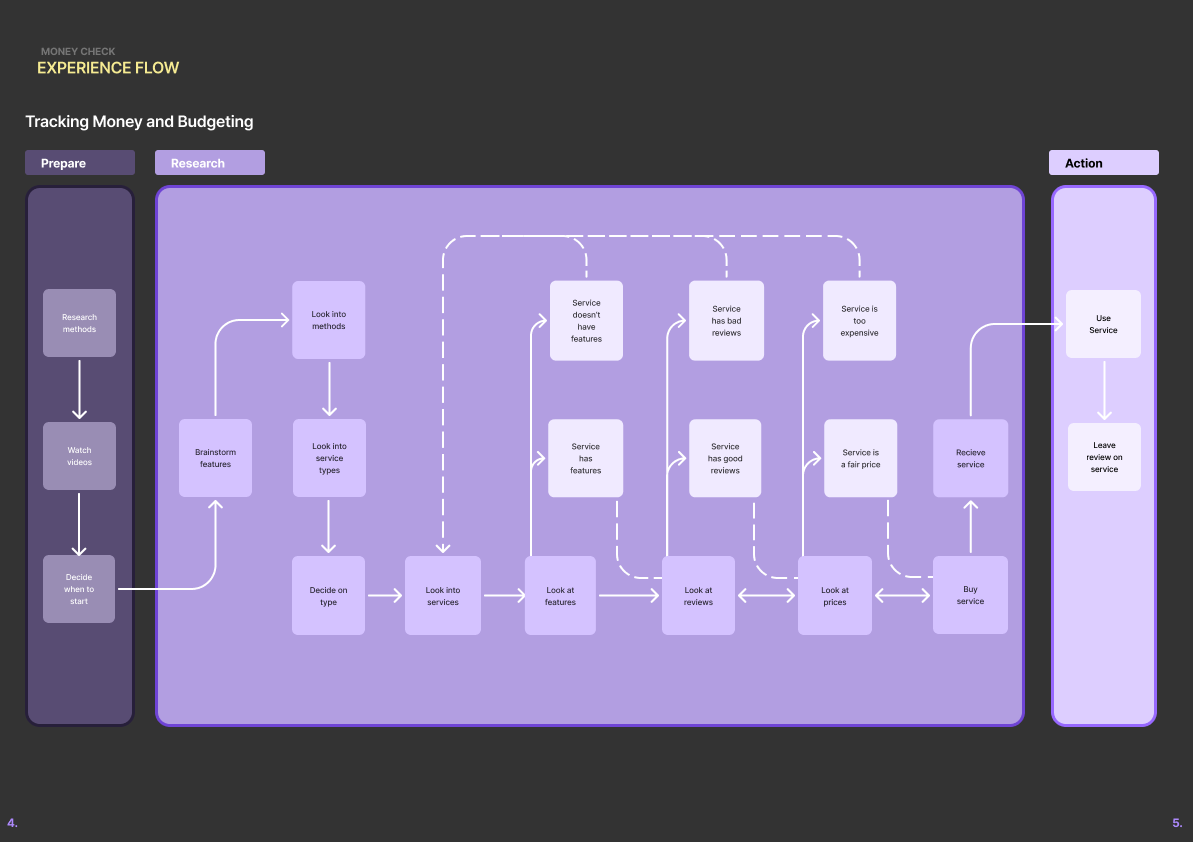 MONEY CHECK
EXPERIENCE FLOW
Tracking Money and Budgeting
Prepare
Research
Action
Research
methods
Watch
videos
Decide
when to
start
Brainstorm
features
Look into
methods
Look into
service
types
Decide on
type
Look into
services
Look at
features
Service
has
features
Service
doesn't
have
features
Look at
reviews
Service
has good
reviews
Service
has bad
reviews
Look at
prices
Service is
a fair price
Service is
too
expensive
Buy
service
Recieve
service
Use
Service
Leave
review on
service
4.
5.